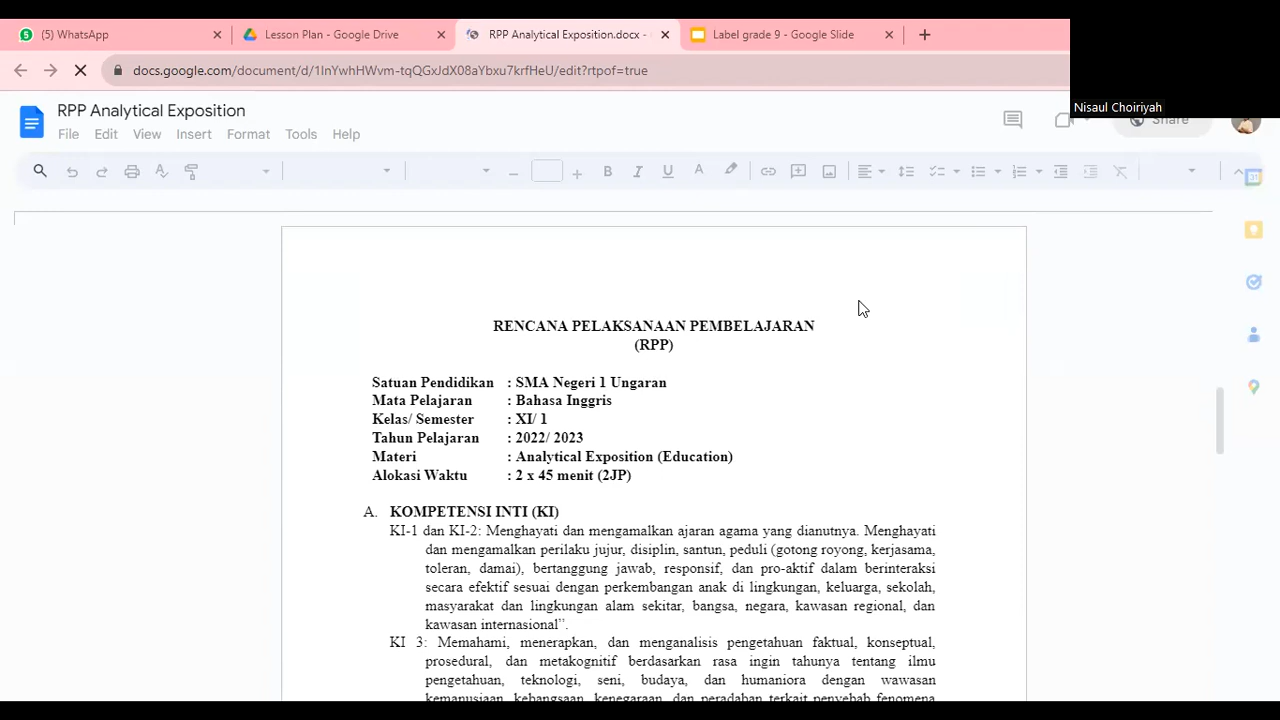 (5) WhatsApp
Lesson Plan - Google Drive
RPP Analytical Exposition.docx -
Label grade 9 - Google Slide
docs.google.com/document/d/1InYwhHWvm-tqQGxJdX08aYbxu7krfHeU/edit?rtpof=true
Nisaul Choiriyah
RPP Analytical Exposition
Share
File Edit View Insert Format Tools Help
RENCANA PELAKSANAAN PEMBELAJARAN
(RPP)
Satuan Pendidikan : SMA Negeri 1 Ungaran
Mata Pelajaran : Bahasa Inggris
Kelas/ Semester : XI/ 1
Tahun Pelajaran : 2022/ 2023
Materi : Analytical Exposition (Education)
Alokasi Waktu : 2 x 45 menit (2JP)
A. KOMPETENSI INTI (KI)
KI-1 dan KI-2: Menghayati dan mengamalkan ajaran agama yang dianutnya. Menghayati
dan mengamalkan perilaku jujur, disiplin, santun, peduli (gotong royong, kerjasama,
toleran, damai), bertanggung jawab, responsif, dan pro-aktif dalam berinteraksi
secara efektif sesuai dengan perkembangan anak di lingkungan, keluarga, sekolah,
masyarakat dan lingkungan alam sekitar, bangsa, negara, kawasan regional, dan
kawasan internasional”.
KI 3: Memahami, menerapkan, dan menganalisis pengetahuan faktual, konseptual,
prosedural, dan metakognitif berdasarkan rasa ingin tahunya tentang ilmu
pengetahuan, teknologi, seni, budaya, dan humaniora dengan wawasan
kemanusiaan, kebangsaan, kenegaraan, dan peradaban terkait penyebab fenomena